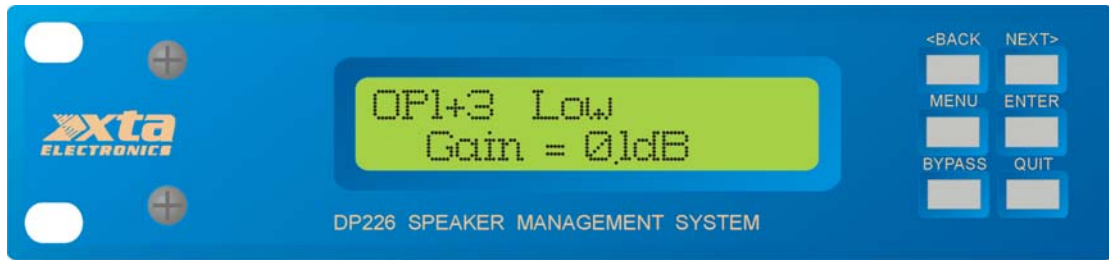 xta
ELECTRONICS
OP1+3 Low
Gain = 0.1dB
DP226 SPEAKER MANAGEMENT SYSTEM
<BACK NEXT>
MENU ENTER
BYPASS QUIT